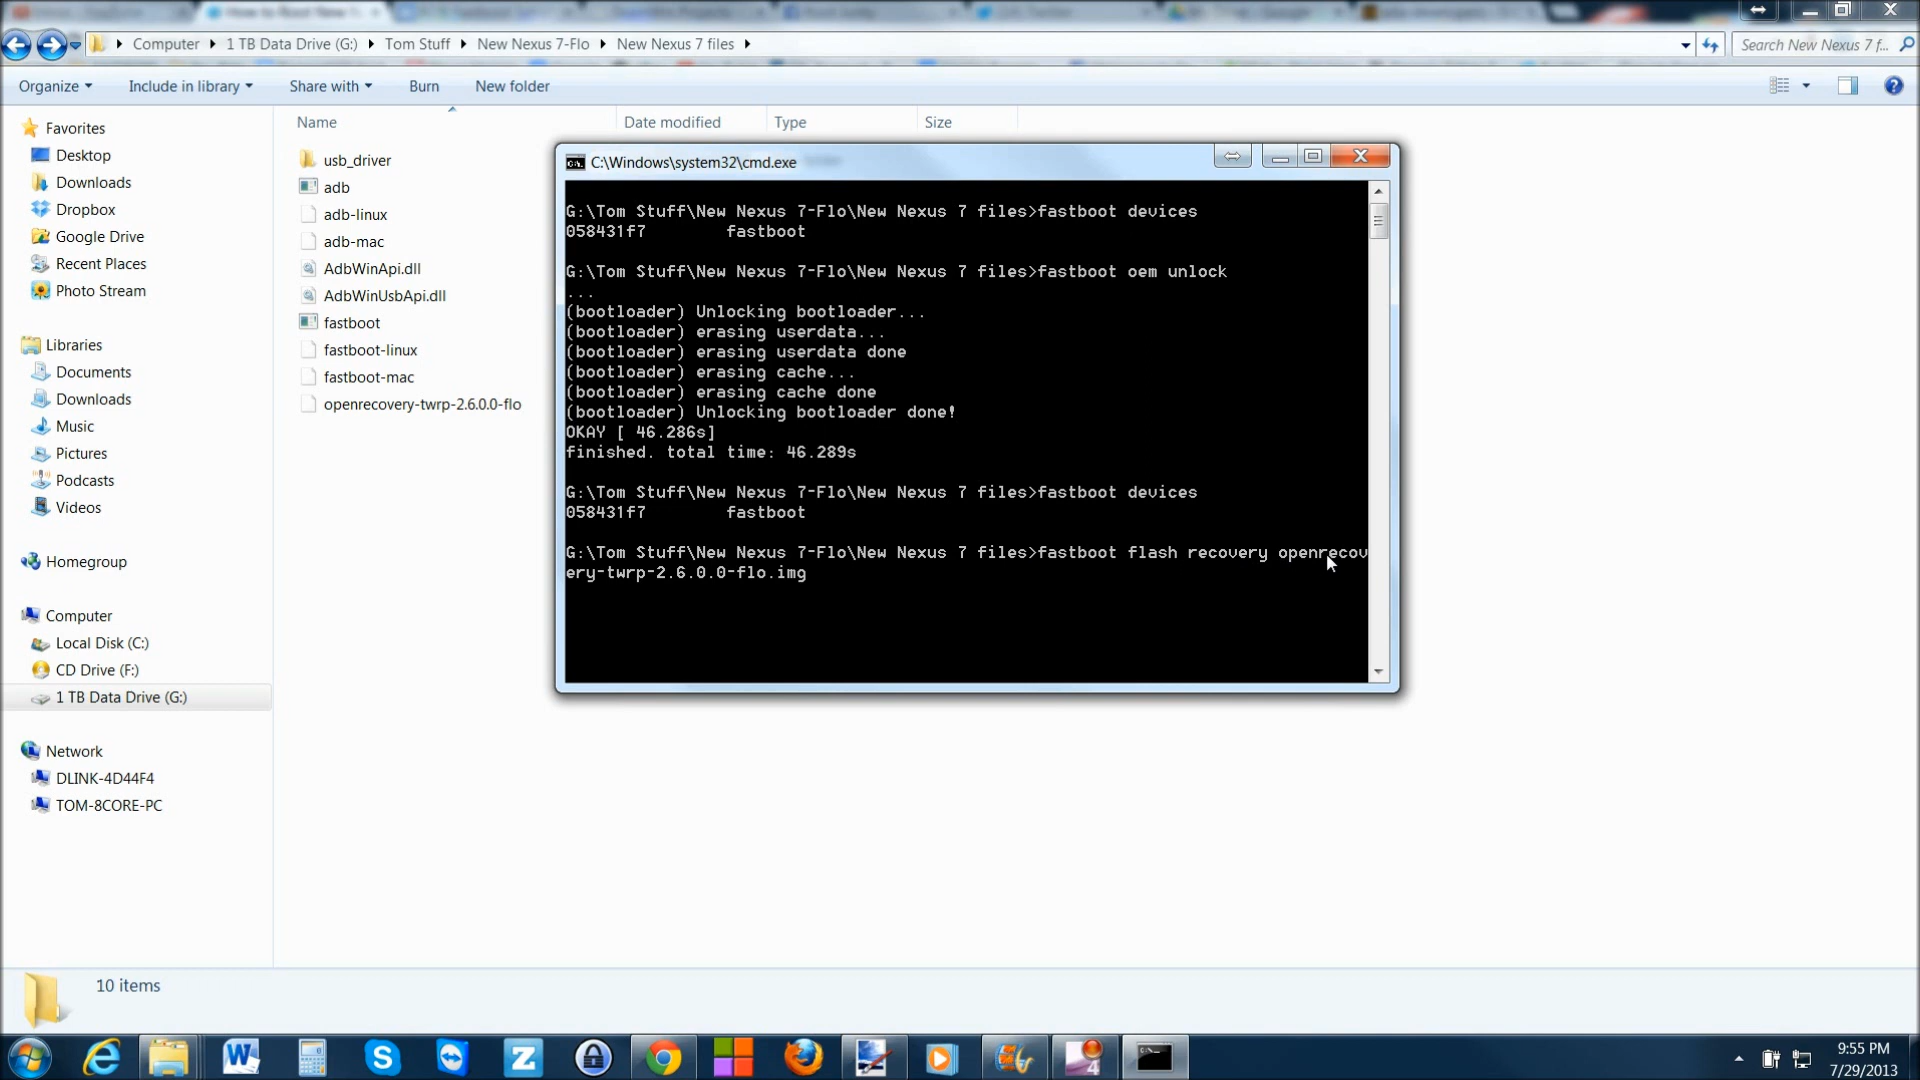 Computer ▸ 1 TB Data Drive (G:) ▸ Tom Stuff ▸ New Nexus 7-Flo ▸ New Nexus 7 files ▸
Search New Nexus 7 f...
Organize Include in library Share with Burn New folder
Name Date modified Type Size
Favorites
Desktop
Downloads
Dropbox
Google Drive
Recent Places
Photo Stream
Libraries
Documents
Downloads
Music
Pictures
Podcasts
Videos
Homegroup
Computer
Local Disk (C:)
CD Drive (F:)
1 TB Data Drive (G:)
Network
DLINK-4D44F4
TOM-8CORE-PC
usb_driver
adb
adb-linux
adb-mac
AdbWinApi.dll
AdbWinUsbApi.dll
fastboot
fastboot-linux
fastboot-mac
openrecovery-twrp-2.6.0.0-flo
C:\Windows\system32\cmd.exe
G:\Tom Stuff\New Nexus 7-Flo\New Nexus 7 files>fastboot devices
058431f7 fastboot
G:\Tom Stuff\New Nexus 7-Flo\New Nexus 7 files>fastboot oem unlock
...
(bootloader) Unlocking bootloader...
(bootloader) erasing userdata...
(bootloader) erasing userdata done
(bootloader) erasing cache...
(bootloader) erasing cache done
(bootloader) Unlocking bootloader done!
OKAY [ 46.286s]
finished. total time: 46.289s
G:\Tom Stuff\New Nexus 7-Flo\New Nexus 7 files>fastboot devices
058431f7 fastboot
G:\Tom Stuff\New Nexus 7-Flo\New Nexus 7 files>fastboot flash recovery openrecov
ery-twrp-2.6.0.0-flo.img
10 items
9:55 PM
7/29/2013